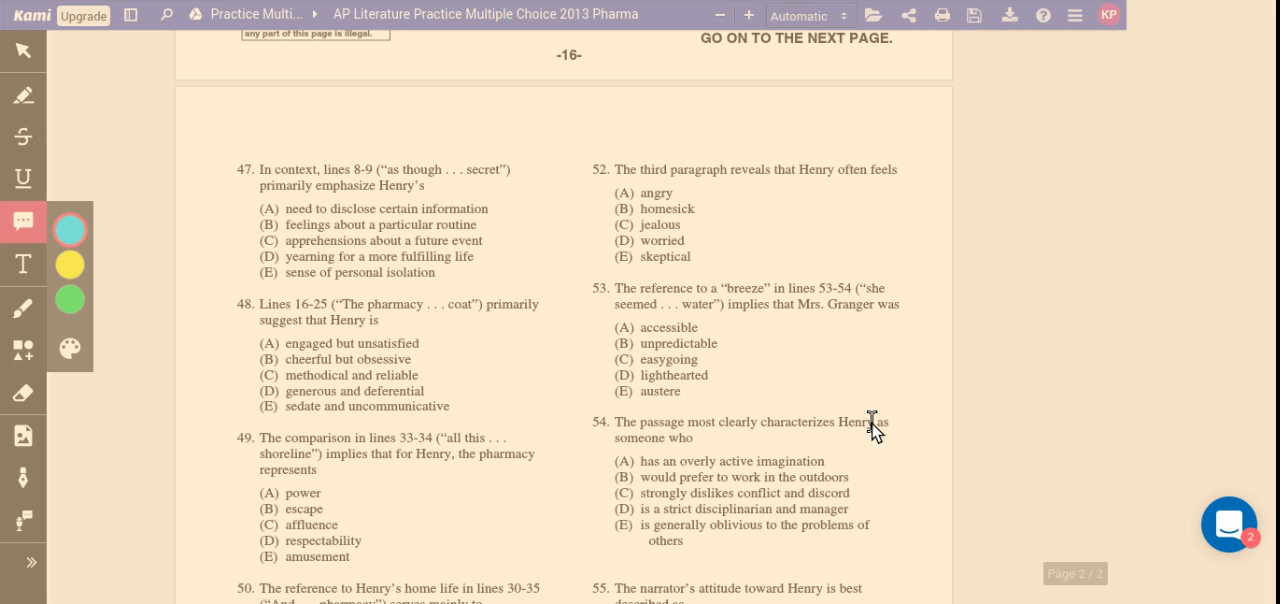 Kami Upgrade Practice Multi... AP Literature Practice Multiple Choice 2013 Pharma Automatic KP
any part of this page is illegal.
GO ON TO THE NEXT PAGE.
-16-
47. In context, lines 8-9 (“as though . . . secret”)
primarily emphasize Henry’s
(A) need to disclose certain information
(B) feelings about a particular routine
(C) apprehensions about a future event
(D) yearning for a more fulfilling life
(E) sense of personal isolation
48. Lines 16-25 (“The pharmacy . . . coat”) primarily
suggest that Henry is
(A) engaged but unsatisfied
(B) cheerful but obsessive
(C) methodical and reliable
(D) generous and deferential
(E) sedate and uncommunicative
49. The comparison in lines 33-34 (“all this . . .
shoreline”) implies that for Henry, the pharmacy
represents
(A) power
(B) escape
(C) affluence
(D) respectability
(E) amusement
50. The reference to Henry’s home life in lines 30-35
(“And . . . pharmacy”) serves mainly to
52. The third paragraph reveals that Henry often feels
(A) angry
(B) homesick
(C) jealous
(D) worried
(E) skeptical
53. The reference to a “breeze” in lines 53-54 (“she
seemed . . . water”) implies that Mrs. Granger was
(A) accessible
(B) unpredictable
(C) easygoing
(D) lighthearted
(E) austere
54. The passage most clearly characterizes Henry as
someone who
(A) has an overly active imagination
(B) would prefer to work in the outdoors
(C) strongly dislikes conflict and discord
(D) is a strict disciplinarian and manager
(E) is generally oblivious to the problems of
others
55. The narrator’s attitude toward Henry is best
described as
2
Page 2 / 2